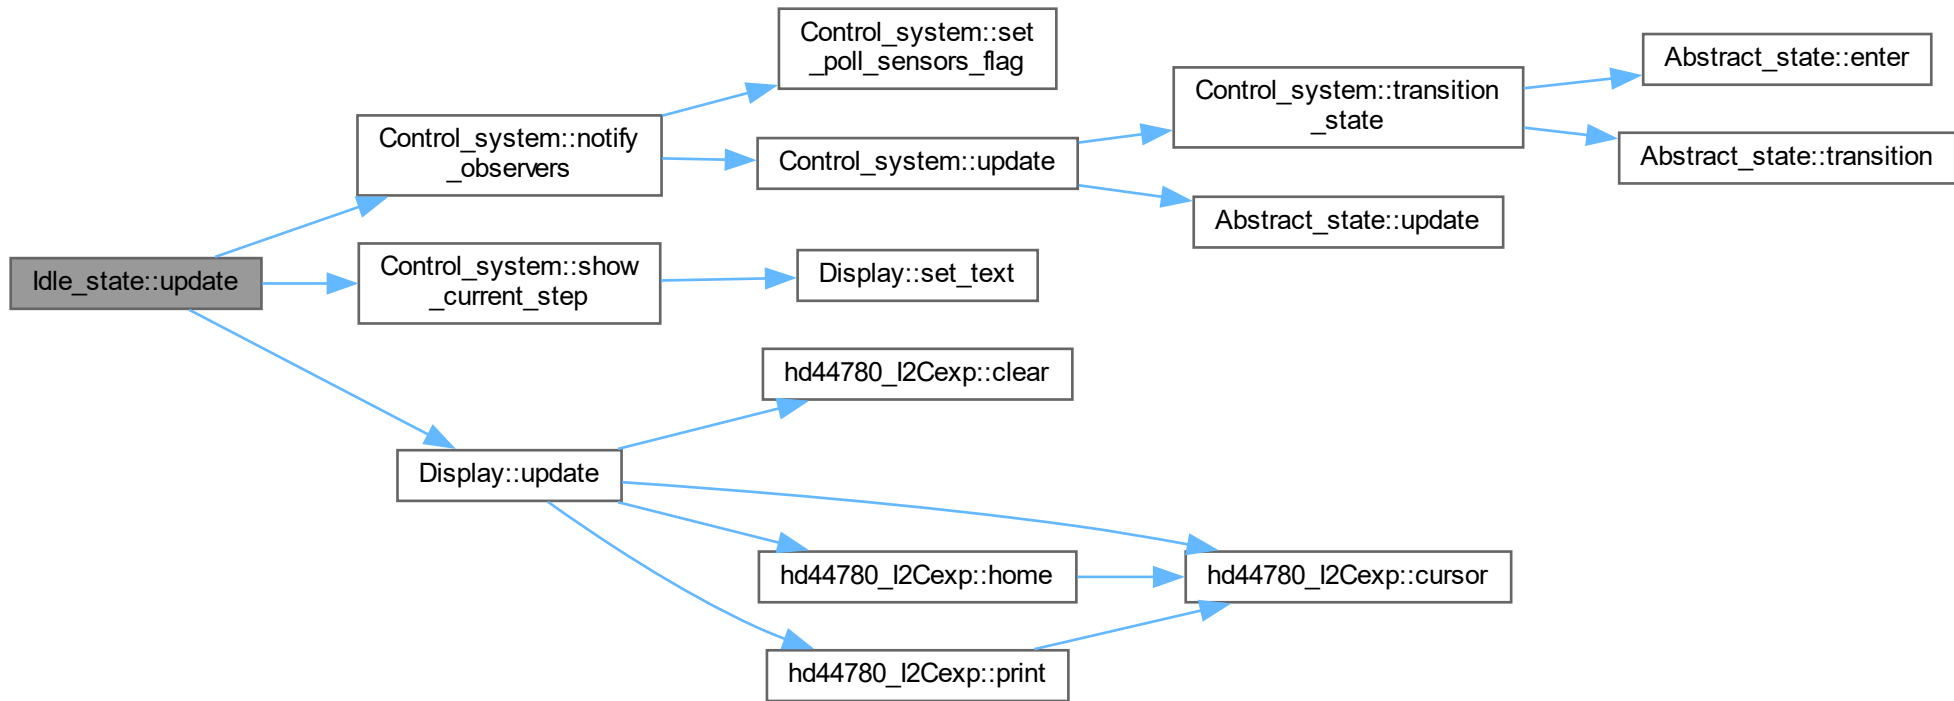 Control_system::set
_poll_sensors_flag
Abstract_state::enter
Control_system::transition
_state
Control_system::notify
_observers
Abstract_state::transition
Control_system::update
Abstract_state::update
Idle_state::update
Control_system::show
_current_step
Display::set_text
hd44780_I2Cexp::clear
Display::update
hd44780_I2Cexp::home
hd44780_I2Cexp::cursor
hd44780_I2Cexp::print